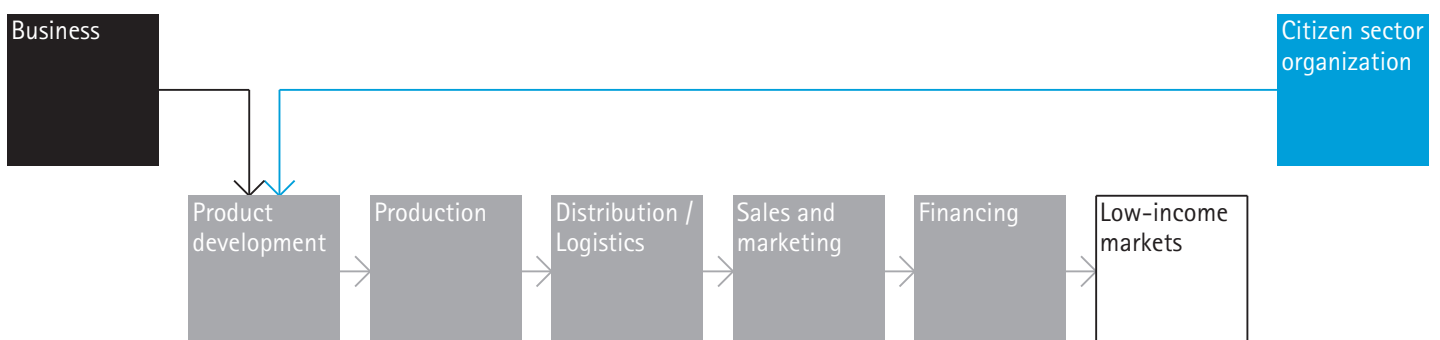 Business
Citizen sector
organization
Product
development
Production
Distribution /
Logistics
Sales and
marketing
Financing
Low-income
markets